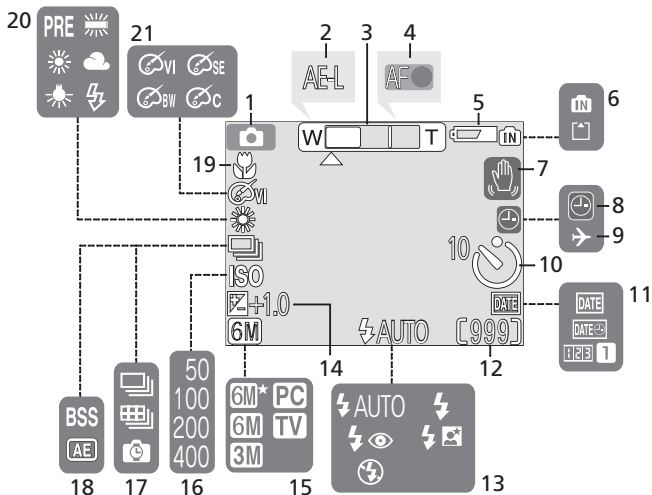 20
PRE
21
VI SE
BW C
2
AE-L
3
4
AF
5
IN
6
1
W T
IN
7
19
VI
8
9
10
10
ISO
+1.0
DATE
DATE
DATE
123 1
11
6M
AUTO
[999]
14
12
BSS
AE
18
17
50
100
200
400
16
6M★ PC
6M TV
3M
15
AUTO
13